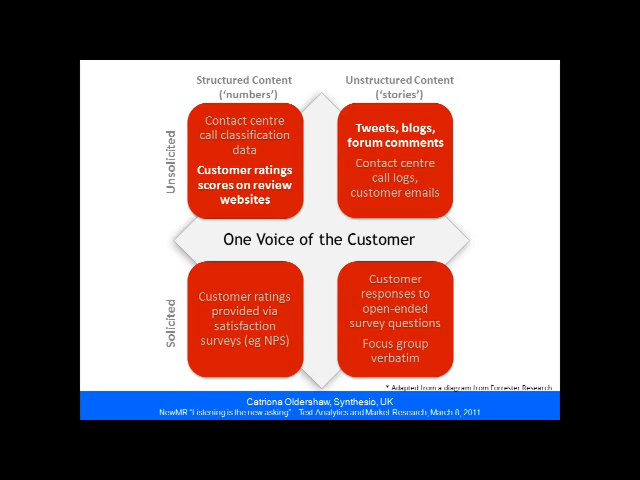 Structured Content
('numbers')
Unstructured Content
('stories')
Unsolicited
Contact centre
call classification
data
Customer ratings
scores on review
websites
Tweets, blogs,
forum comments
Contact centre
call logs,
customer emails
One Voice of the Customer
Solicited
Customer ratings
provided via
satisfaction
surveys (eg NPS)
Customer
responses to
open-ended
survey questions
Focus group
verbatim
* Adapted from a diagram from Forrester Research
Catriona Oldershaw, Synthesio, UK
NewMR "Listening is the new asking" - Text Analytics and Market Research, March 8, 2011